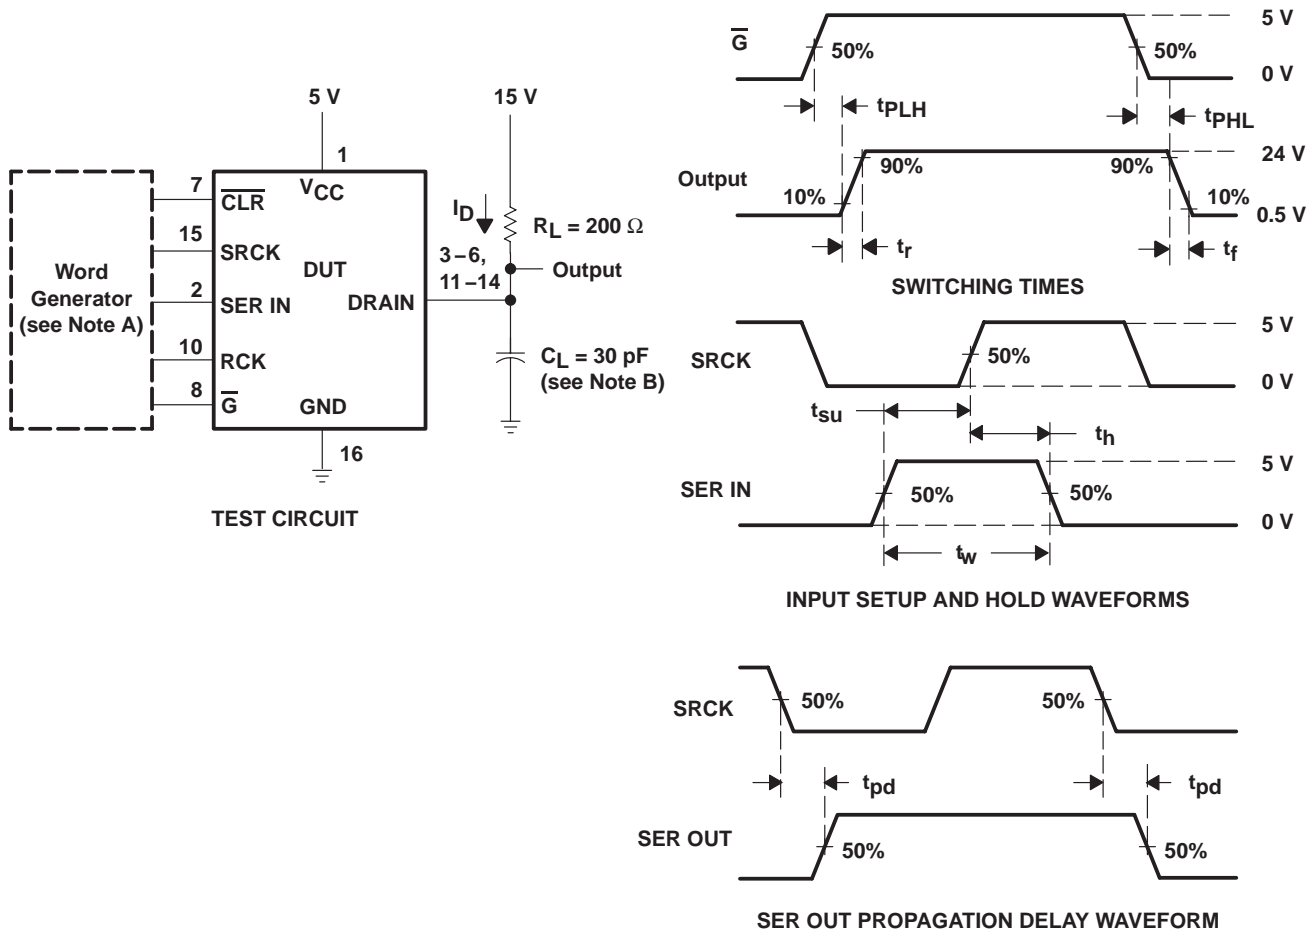 5 V
15 V
1
7
CLR
VCC
15
SRCK
DUT
Word
Generator
(see Note A)
2
SER IN
DRAIN
10
RCK
8
G
GND
16
ID
RL = 200 Ω
3–6,
11–14
Output
CL = 30 pF
(see Note B)
TEST CIRCUIT
G
50%
50%
5 V
0 V
tPLH
tPHL
Output
10%
90%
90%
10%
24 V
0.5 V
tr
tf
SWITCHING TIMES
SRCK
50%
5 V
0 V
tsu
th
SER IN
50%
50%
5 V
0 V
tw
INPUT SETUP AND HOLD WAVEFORMS
SRCK
50%
50%
tpd
tpd
SER OUT
50%
50%
SER OUT PROPAGATION DELAY WAVEFORM